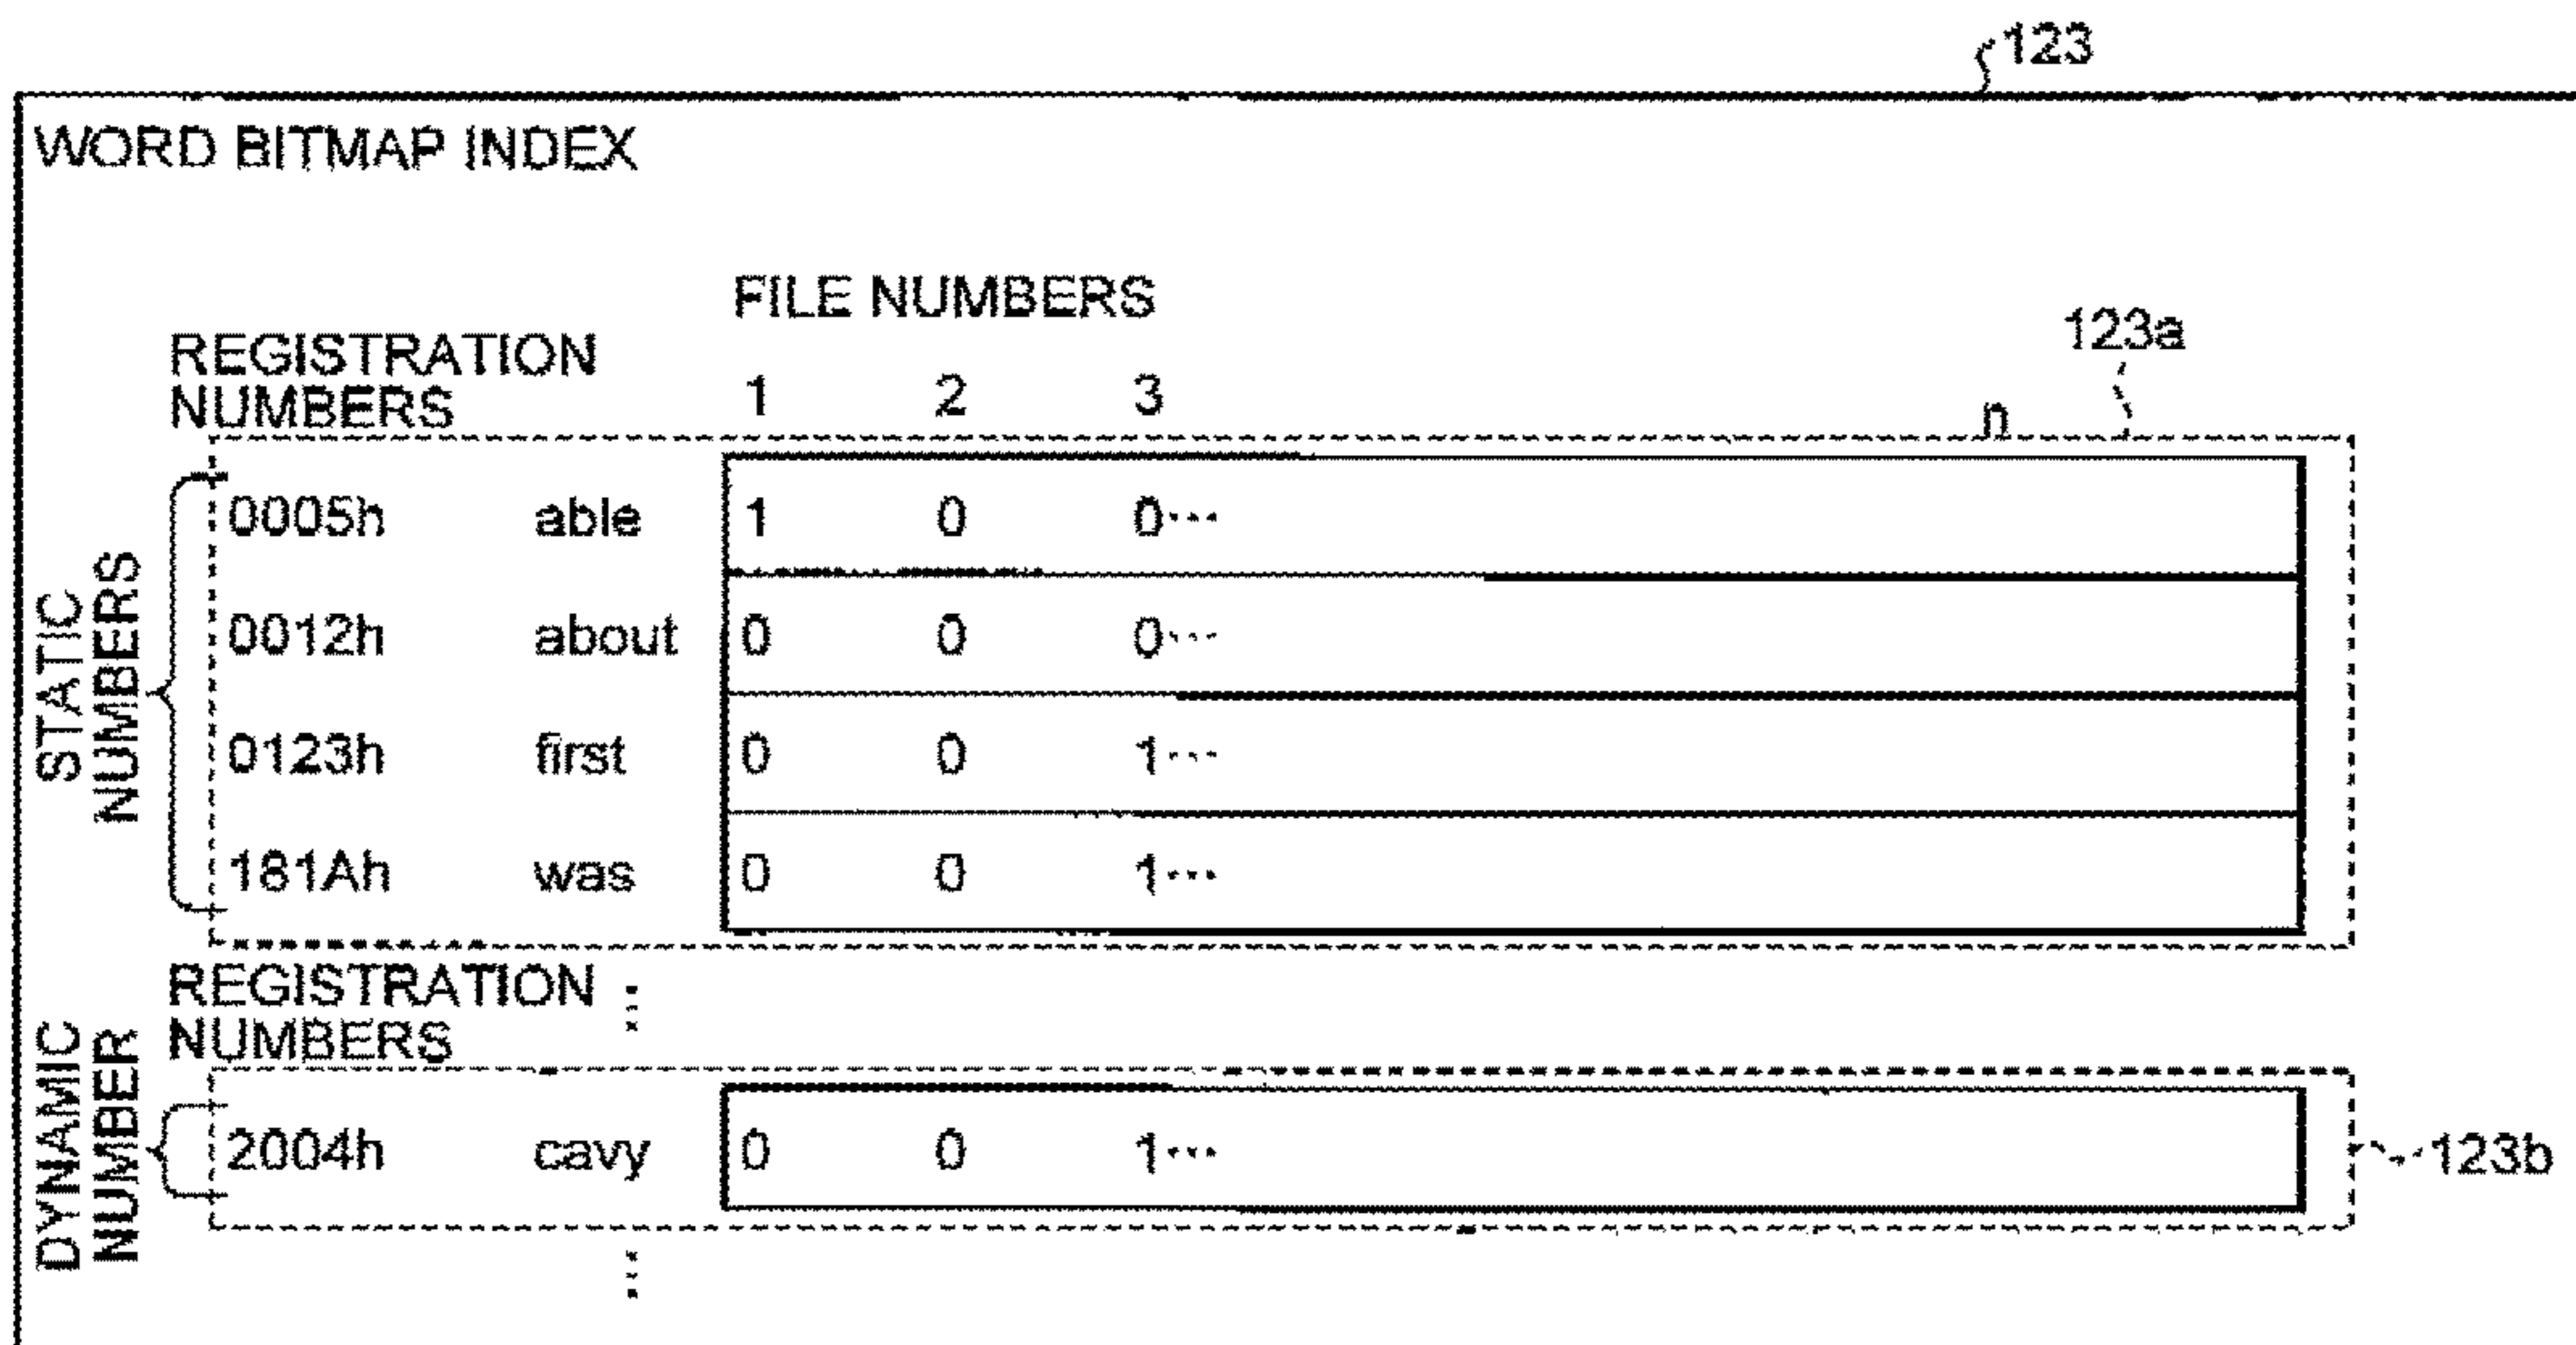 123
WORD BITMAP INDEX
FILE NUMBERS
REGISTRATION
NUMBERS
1 2 3 n
123a
STATIC
NUMBERS
0005h able 1 0 0...
0012h about 0 0 0...
0123h first 0 0 1...
181Ah was 0 0 1...
REGISTRATION
NUMBERS
DYNAMIC
NUMBER
2004h cavy 0 0 1...
123b